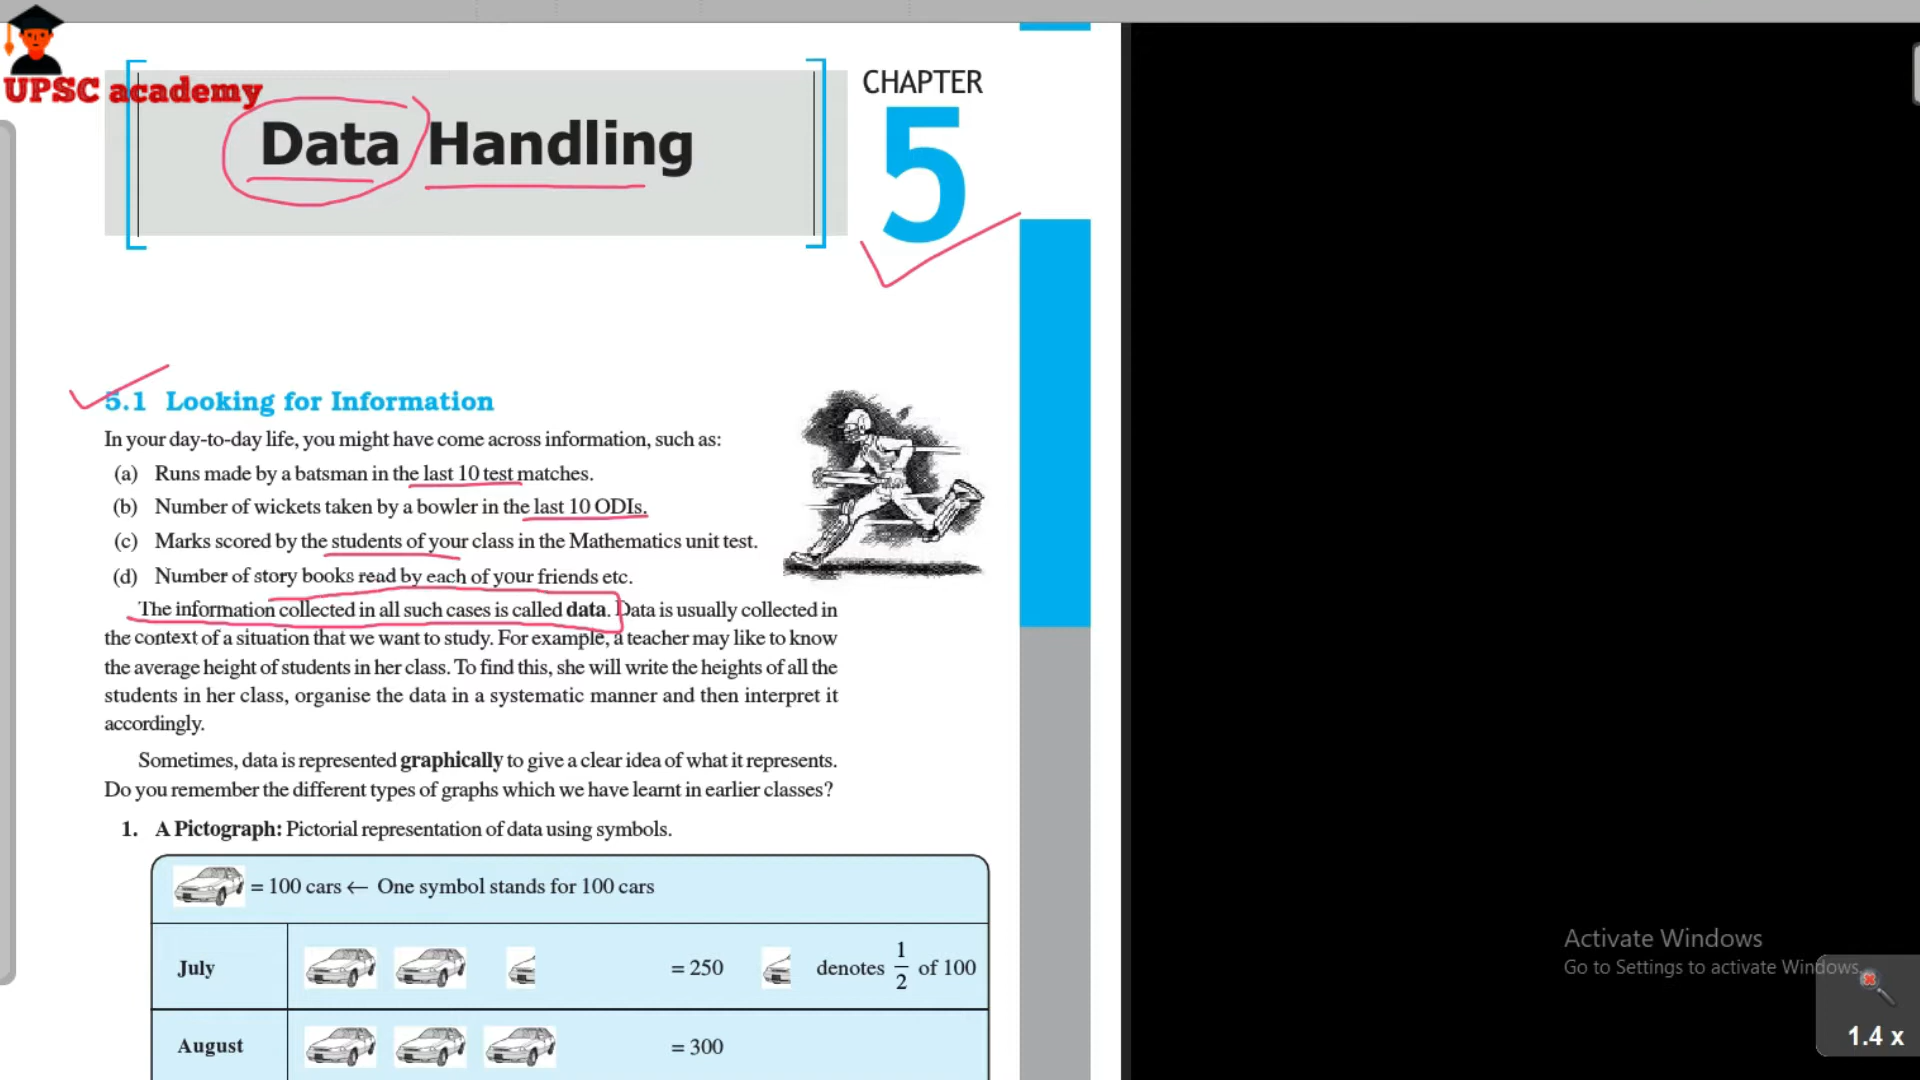 UPSC academy
Data Handling
CHAPTER
5
5.1 Looking for Information
In your day-to-day life, you might have come across information, such as:
(a) Runs made by a batsman in the last 10 test matches.
(b) Number of wickets taken by a bowler in the last 10 ODIs.
(c) Marks scored by the students of your class in the Mathematics unit test.
(d) Number of story books read by each of your friends etc.
The information collected in all such cases is called data. Data is usually collected in
the context of a situation that we want to study. For example, a teacher may like to know
the average height of students in her class. To find this, she will write the heights of all the
students in her class, organise the data in a systematic manner and then interpret it
accordingly.
Sometimes, data is represented graphically to give a clear idea of what it represents.
Do you remember the different types of graphs which we have learnt in earlier classes?
1. A Pictograph: Pictorial representation of data using symbols.
= 100 cars ← One symbol stands for 100 cars
July = 250 denotes 1/2 of 100
August = 300
Activate Windows
Go to Settings to activate Windows.
1.4 x